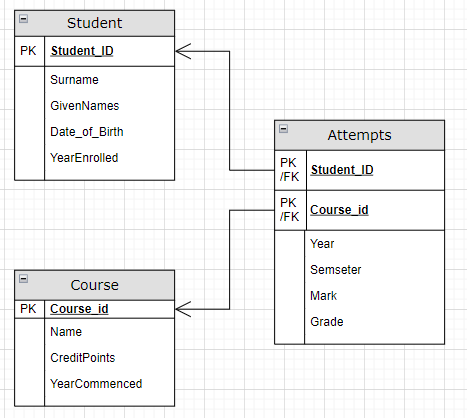 Student
PK Student_ID
Surname
GivenNames
Date_of_Birth
YearEnrolled
Attempts
PK
/FK Student_ID
PK
/FK Course_id
Year
Semseter
Mark
Grade
Course
PK Course_id
Name
CreditPoints
YearCommenced